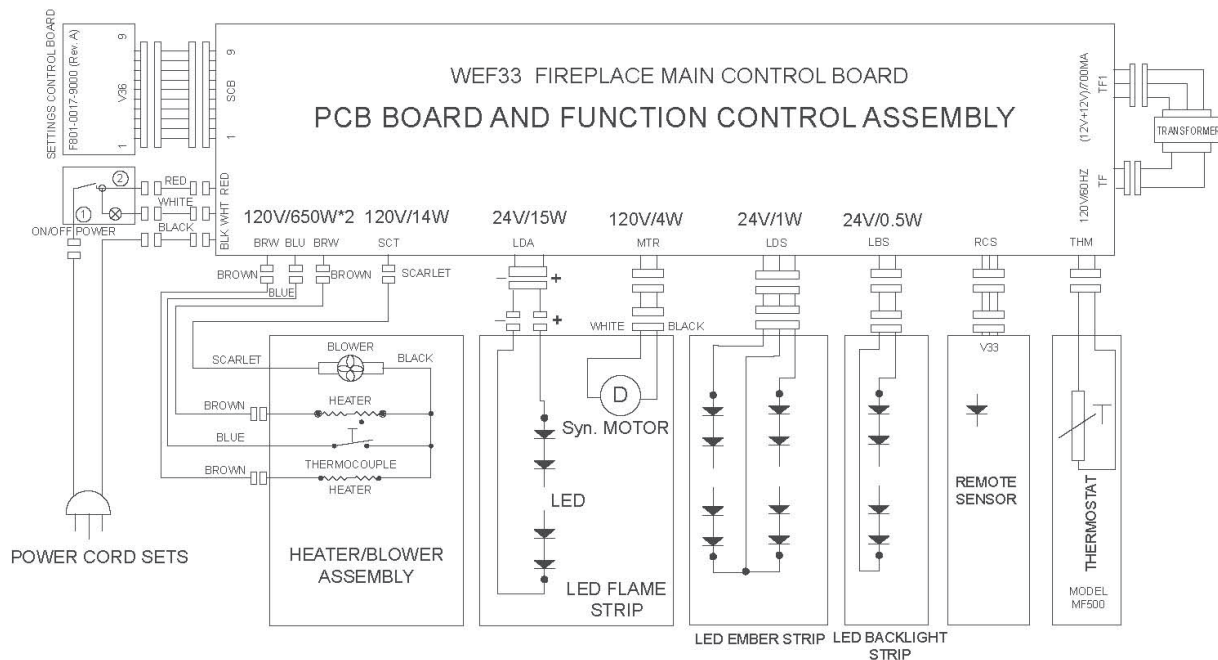 SETTINGS CONTROL BOARD
F801-0017-9000 (Rev. A)
1 V36 9
1 SCB 9
WEF33 FIREPLACE MAIN CONTROL BOARD
PCB BOARD AND FUNCTION CONTROL ASSEMBLY
(12V+12V)/700MA
TF1
TRANSFORMER
120V/60HZ
TF
2
1
ON/OFF POWER
RED
WHITE
BLACK
RED
WHT
BLK
120V/650W*2 120V/14W 24V/15W 120V/4W 24V/1W 24V/0.5W
BRW BLU BRW SCT LDA MTR LDS LBS RCS THM
BROWN BLUE BROWN SCARLET
− +
− +
WHITE BLACK
V33
SCARLET BLOWER BLACK
BROWN HEATER
BLUE
BROWN THERMOCOUPLE
HEATER
D
Syn. MOTOR
LED
POWER CORD SETS
HEATER/BLOWER
ASSEMBLY
LED FLAME
STRIP
LED EMBER STRIP
LED BACKLIGHT
STRIP
REMOTE
SENSOR
THERMOSTAT
MODEL
MF500